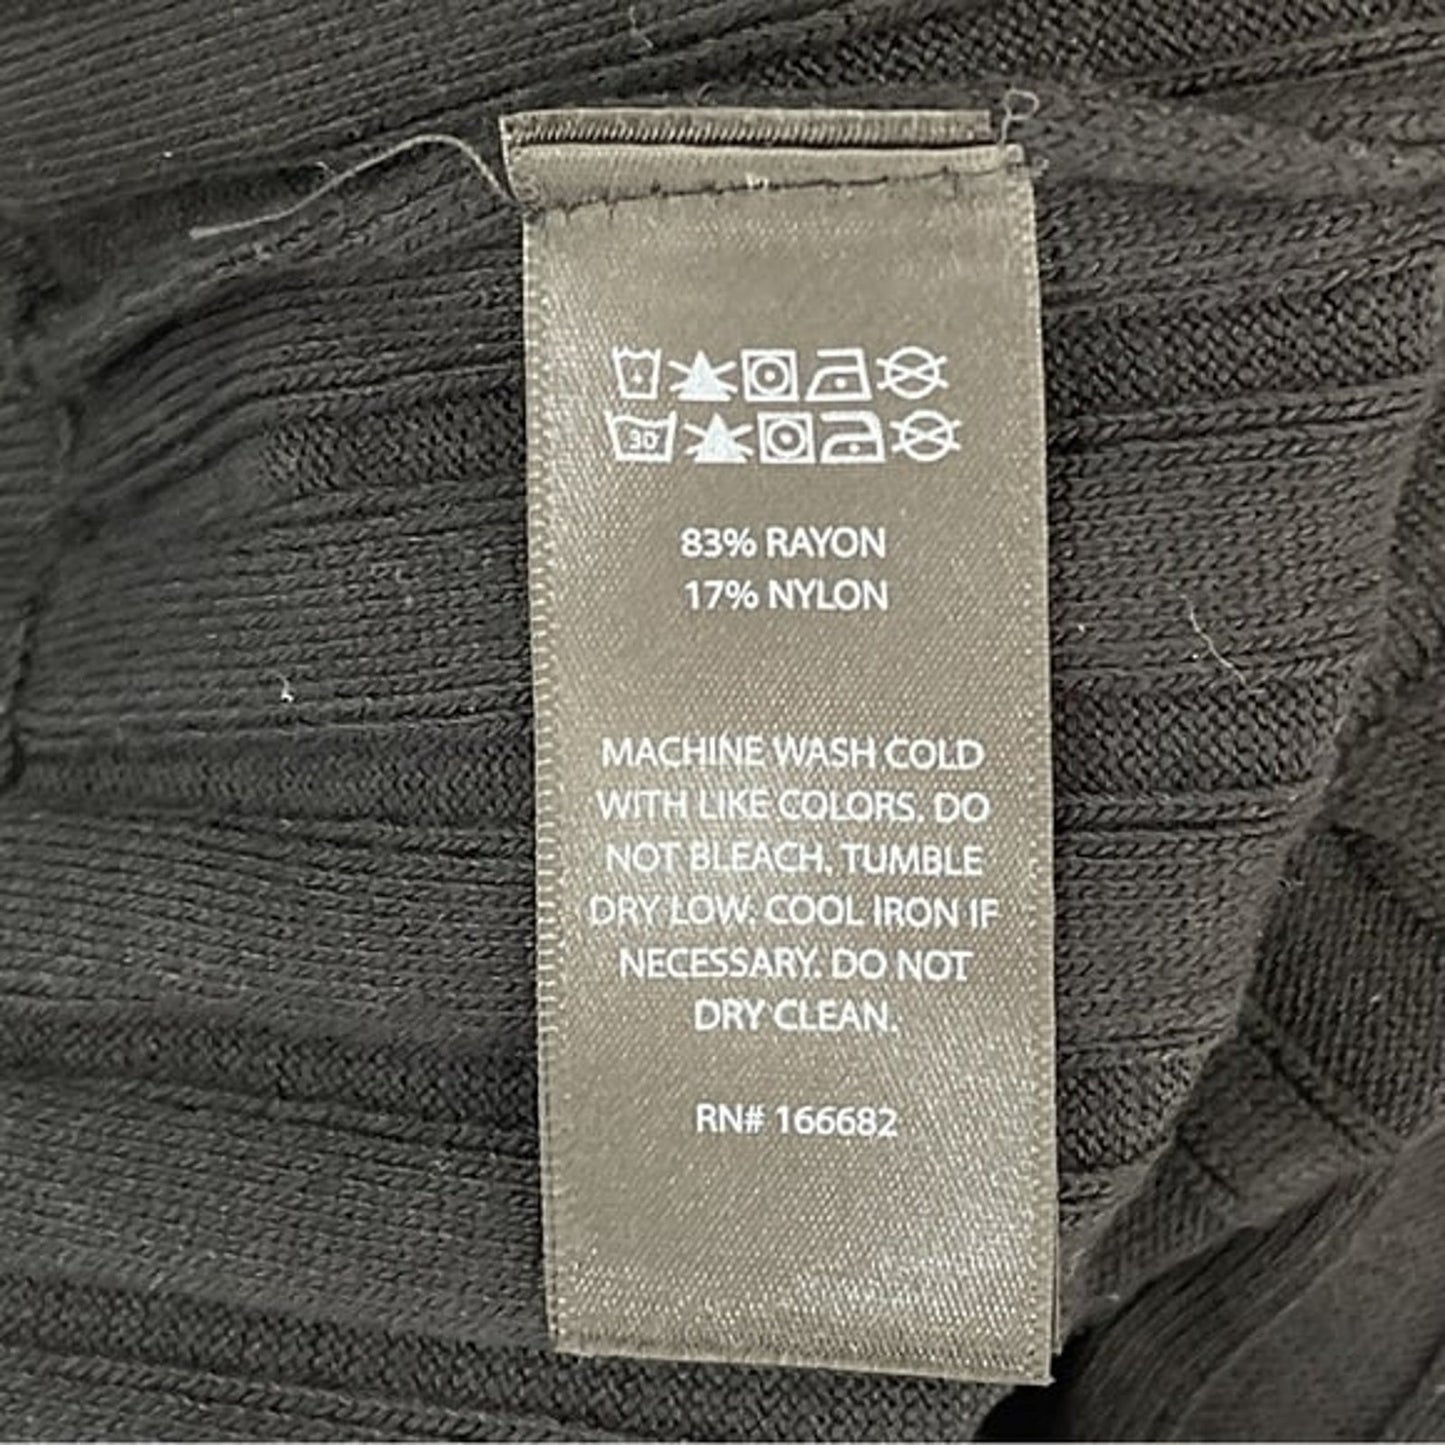 30
83% RAYON
17% NYLON
MACHINE WASH COLD
WITH LIKE COLORS. DO
NOT BLEACH. TUMBLE
DRY LOW. COOL IRON IF
NECESSARY. DO NOT
DRY CLEAN.
RN# 166682